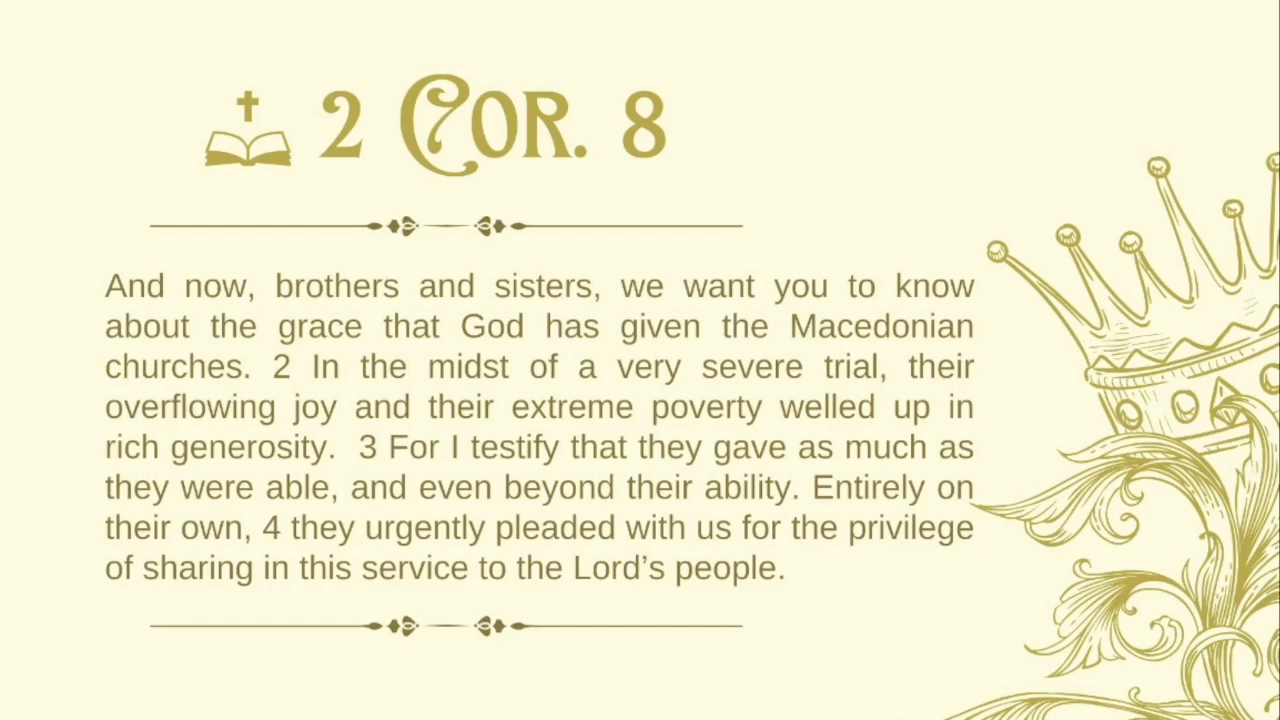 2 COR. 8
And now, brothers and sisters, we want you to know
about the grace that God has given the Macedonian
churches. 2 In the midst of a very severe trial, their
overflowing joy and their extreme poverty welled up in
rich generosity.  3 For I testify that they gave as much as
they were able, and even beyond their ability. Entirely on
their own, 4 they urgently pleaded with us for the privilege
of sharing in this service to the Lord’s people.